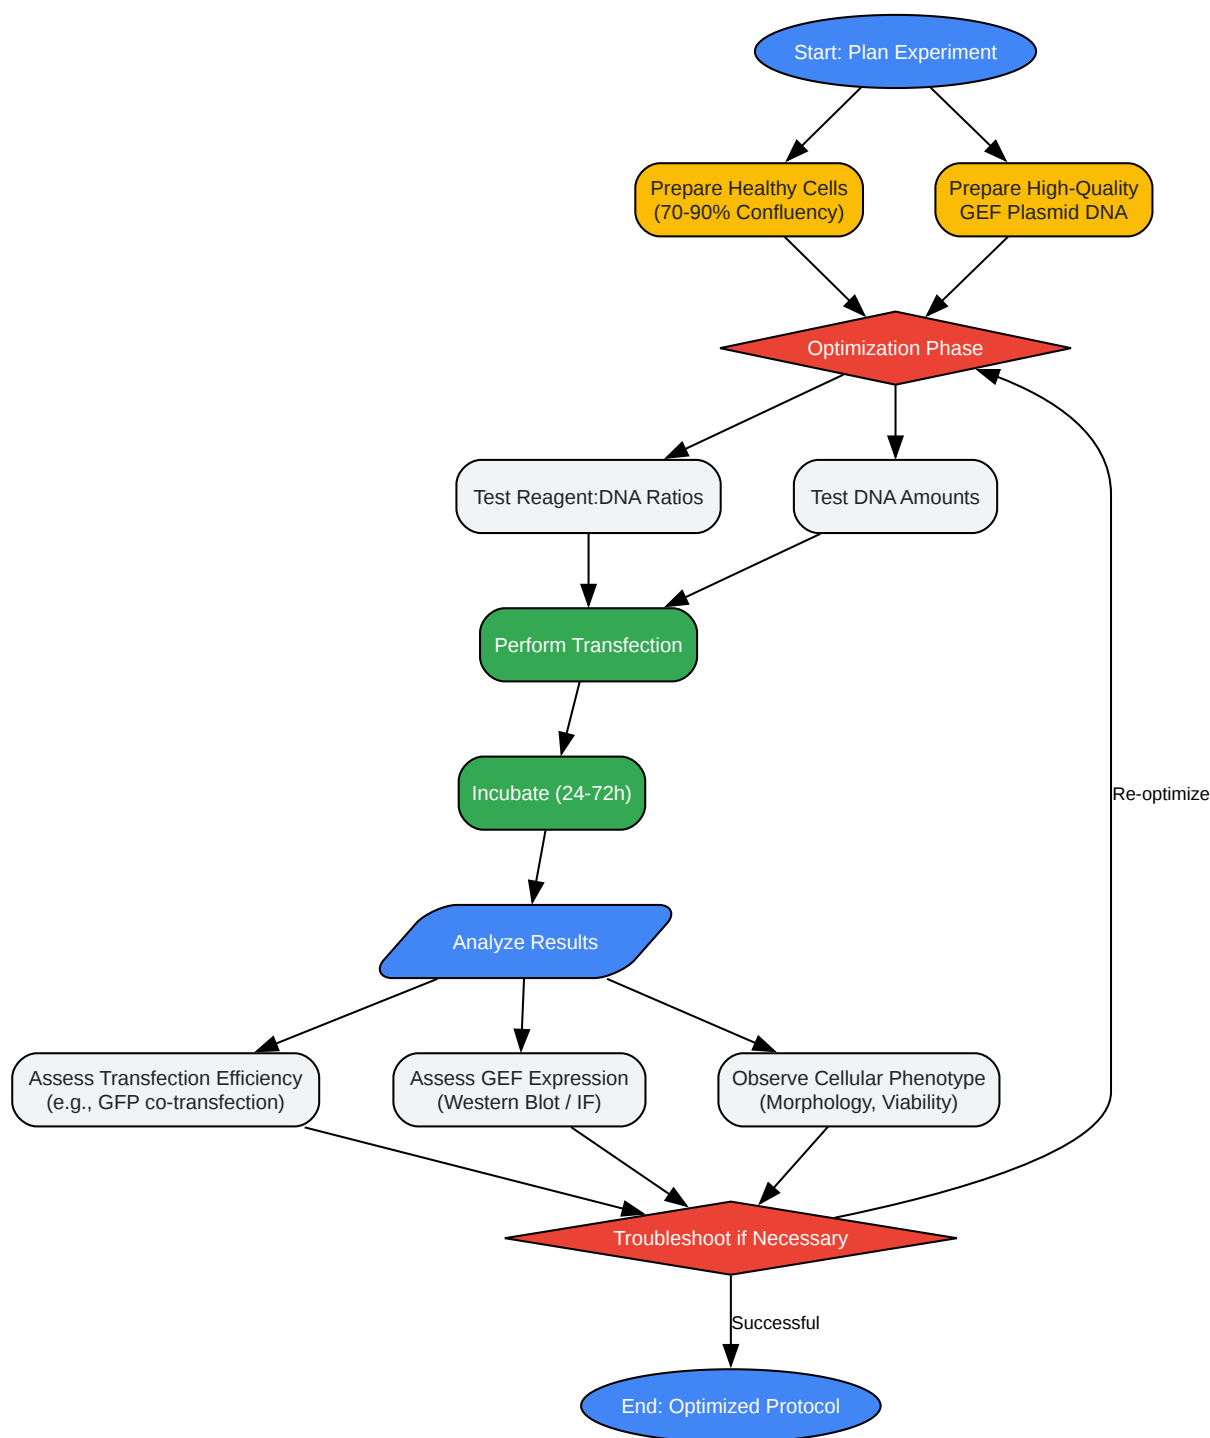 Start: Plan Experiment
Prepare Healthy Cells
(70-90% Confluency)
Prepare High-Quality
GEF Plasmid DNA
Optimization Phase
Test Reagent:DNA Ratios
Test DNA Amounts
Perform Transfection
Incubate (24-72h)
Re-optimize
Analyze Results
Assess Transfection Efficiency
(e.g., GFP co-transfection)
Assess GEF Expression
(Western Blot / IF)
Observe Cellular Phenotype
(Morphology, Viability)
Troubleshoot if Necessary
Successful
End: Optimized Protocol